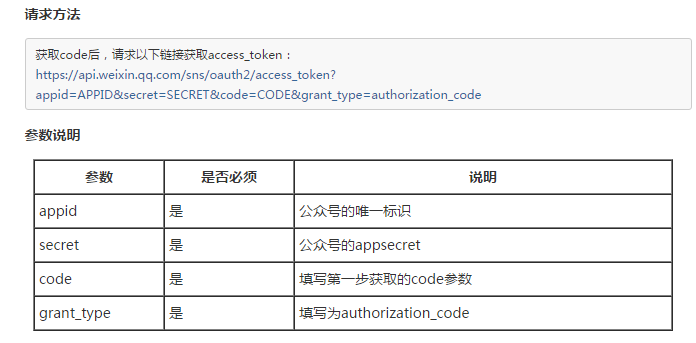 请求方法
获取code后，请求以下链接获取access_token：
https://api.weixin.qq.com/sns/oauth2/access_token?
appid=APPID&secret=SECRET&code=CODE&grant_type=authorization_code
参数说明
参数 是否必须 说明
appid 是 公众号的唯一标识
secret 是 公众号的appsecret
code 是 填写第一步获取的code参数
grant_type 是 填写为authorization_code